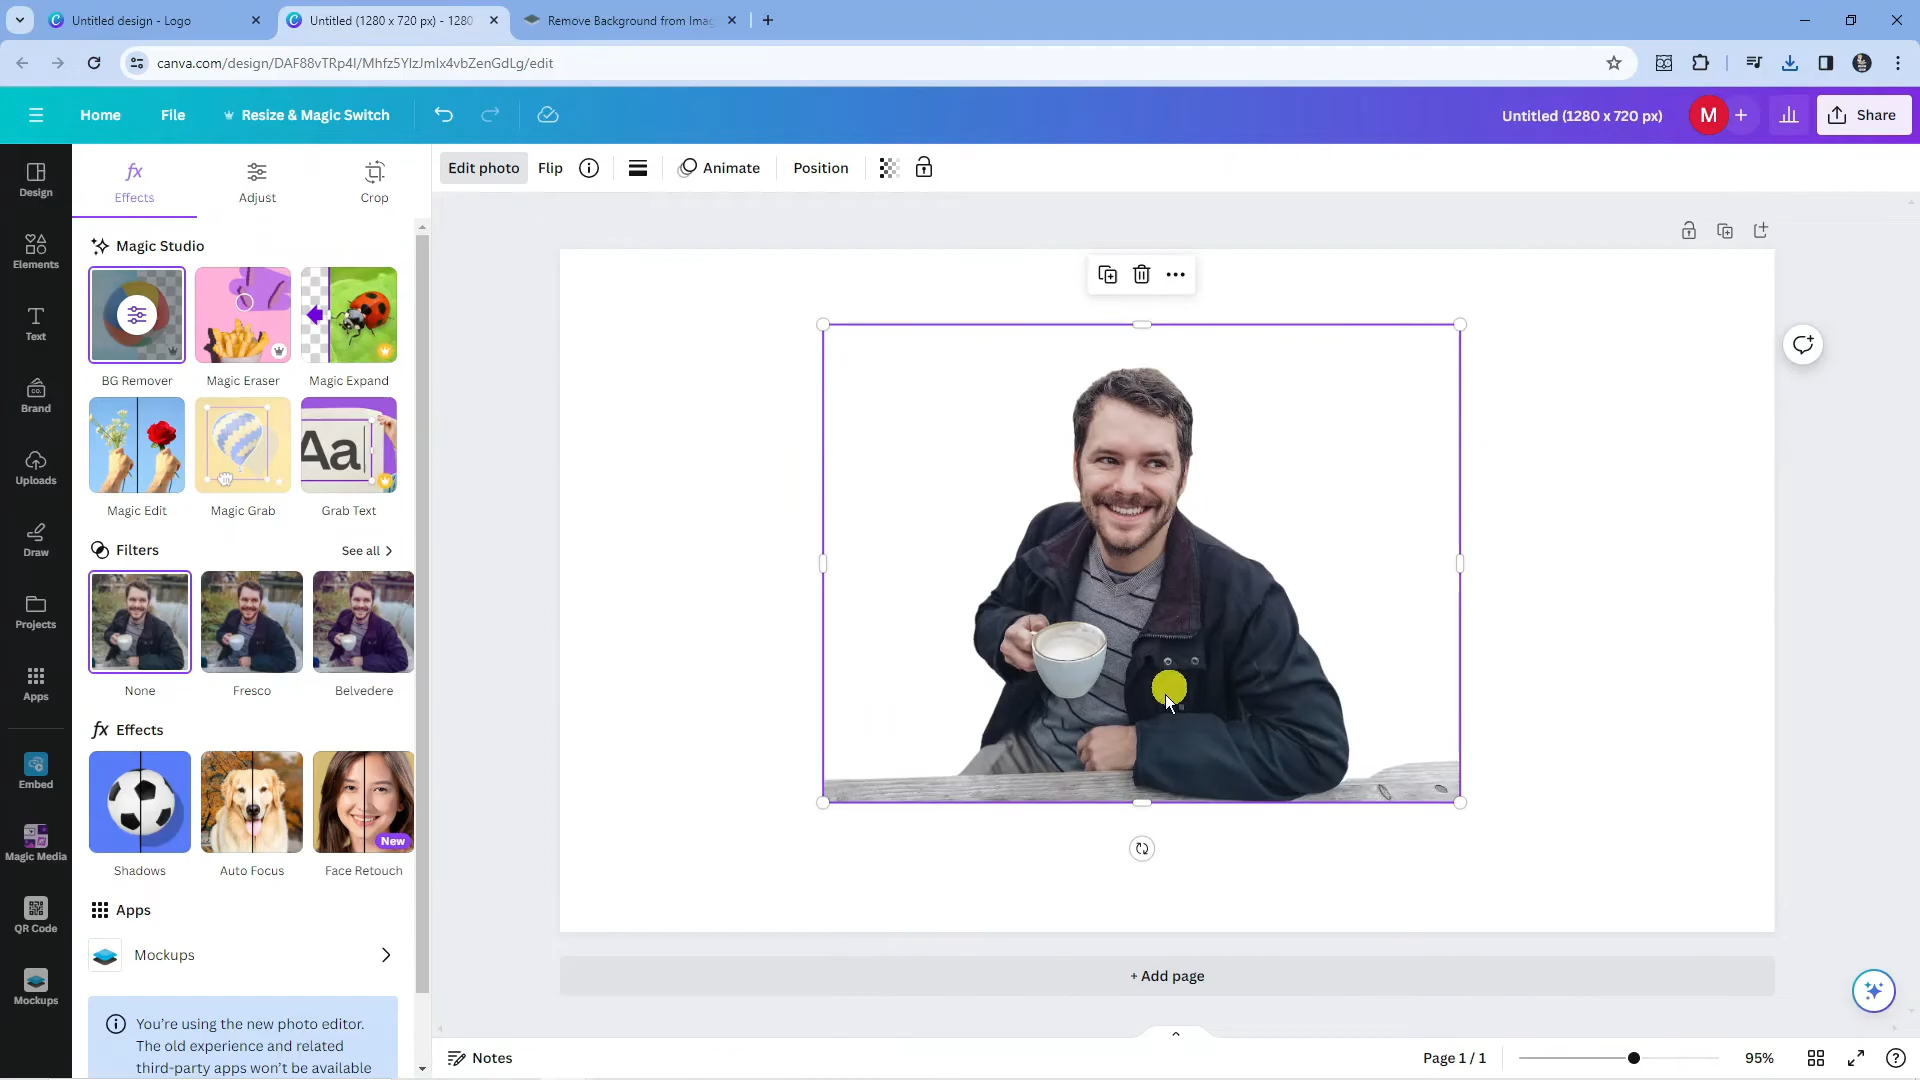 Untitled design - Logo
Untitled (1280 x 720 px) - 1280
Remove Background from Imag
canva.com/design/DAF88vTRp4I/Mhfz5YIzJmIx4vbZenGdLg/edit
Home
File
Resize & Magic Switch
Untitled (1280 x 720 px)
M
Share
Design
Elements
Text
Brand
Uploads
Draw
Projects
Apps
Embed
Magic Media
QR Code
Mockups
fx
Effects
Adjust
Crop
Edit photo
Flip
Animate
Position
Magic Studio
BG Remover
Magic Eraser
Magic Expand
Aa
Magic Edit
Magic Grab
Grab Text
Filters
See all
None
Fresco
Belvedere
fx Effects
New
Shadows
Auto Focus
Face Retouch
Apps
Mockups
You're using the new photo editor.
The old experience and related
third-party apps won't be available
+ Add page
Notes
Page 1 / 1
95%